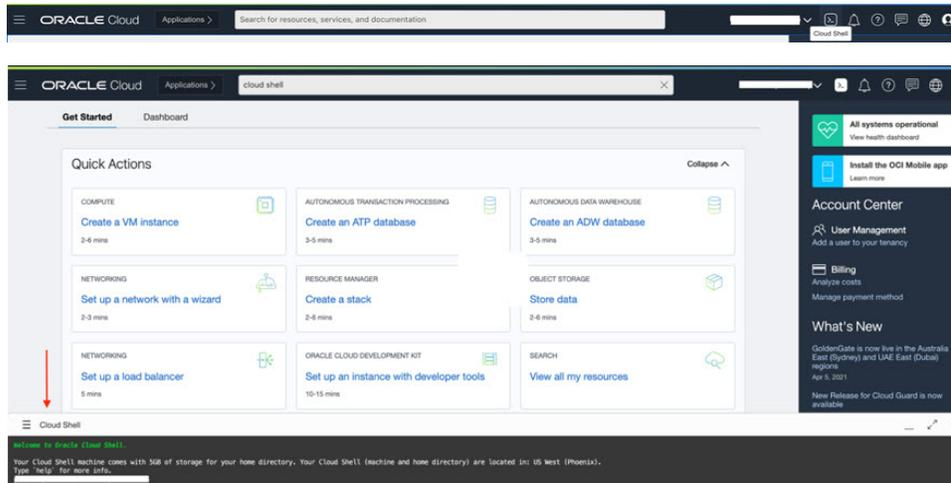 ORACLE Cloud Applications > Search for resources, services, and documentation
Cloud Shell
ORACLE Cloud Applications > cloud shell
Get Started Dashboard
All systems operational
View health dashboard
Quick Actions Collapse
Install the OCI Mobile app
Learn more
COMPUTE
Create a VM instance
2-6 mins
AUTONOMOUS TRANSACTION PROCESSING
Create an ATP database
3-5 mins
AUTONOMOUS DATA WAREHOUSE
Create an ADW database
3-5 mins
Account Center
User Management
Add a user to your tenancy
Billing
Analyze costs
Manage payment method
NETWORKING
Set up a network with a wizard
2-3 mins
RESOURCE MANAGER
Create a stack
2-6 mins
OBJECT STORAGE
Store data
2-6 mins
What's New
GoldenGate is now live in the Australia
East (Sydney) and UAE East (Dubai)
regions
Apr 5, 2021
New Release for Cloud Guard is now
available
NETWORKING
Set up a load balancer
5 mins
ORACLE CLOUD DEVELOPMENT KIT
Set up an instance with developer tools
10-15 mins
SEARCH
View all my resources
Cloud Shell
Welcome to Oracle Cloud Shell.
Your Cloud Shell machine comes with 5GB of storage for your home directory. Your Cloud Shell (machine and home directory) are located in: US West (Phoenix).
Type `help` for more info.